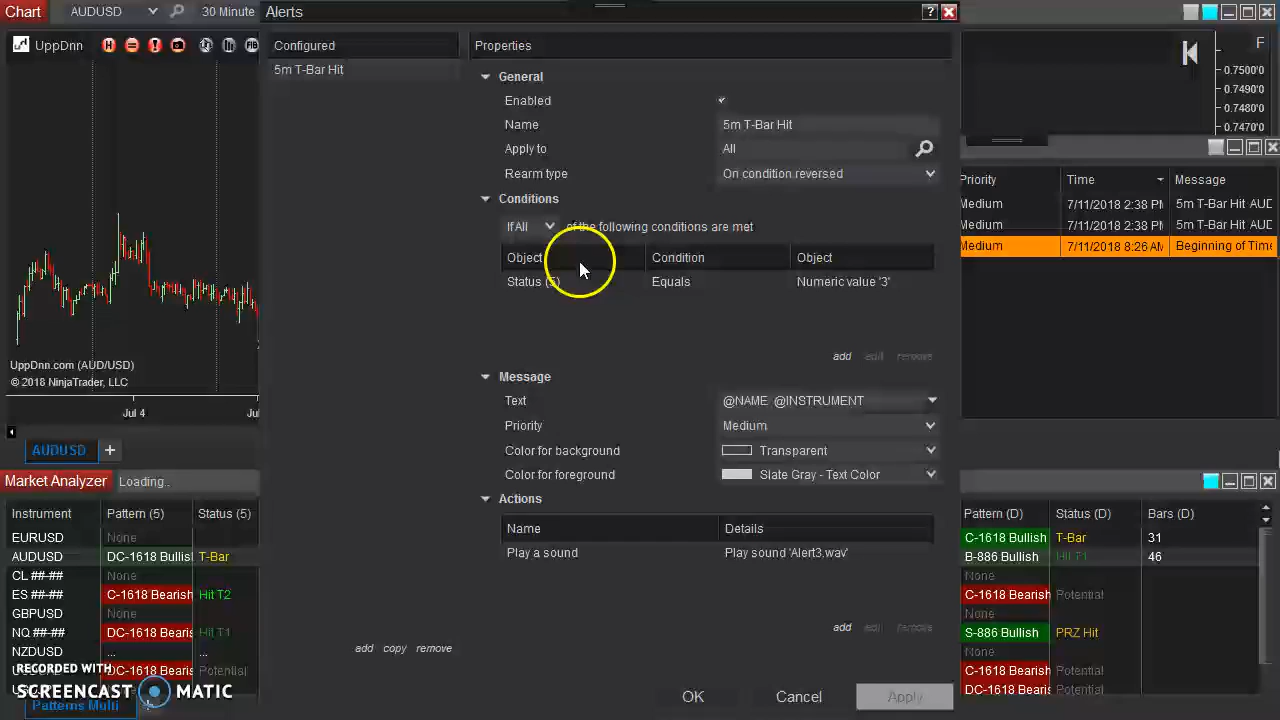 Chart AUDUSD 30 Minute
UppDnn
UppDnn.com (AUD/USD)
© 2018 NinjaTrader, LLC
Jul 4
AUDUSD +
Alerts ?
Configured
5m T-Bar Hit
add copy remove
Properties
General
Enabled
Name 5m T-Bar Hit
Apply to All
Rearm type On condition reversed
Conditions
If All of the following conditions are met
Object Condition Object
Status (5) Equals Numeric value '3'
add edit remove
Message
Text @NAME @INSTRUMENT
Priority Medium
Color for background Transparent
Color for foreground Slate Gray - Text Color
Actions
Name Details
Play a sound Play sound 'Alert3.wav'
add edit remove
OK Cancel Apply
F
0.7500'0
0.7490'0
0.7480'0
0.7470'0
Priority Time Message
Medium 7/11/2018 2:38 PM 5m T-Bar Hit AUD
Medium 7/11/2018 2:38 PM 5m T-Bar Hit AUD
Medium 7/11/2018 8:26 AM Beginning of Time
Market Analyzer Loading..
Instrument Pattern (5) Status (5)
EURUSD None
AUDUSD DC-1618 Bullish T-Bar
CL ##-## None
ES ##-## C-1618 Bearish Hit T2
GBPUSD None
NQ ##-## DC-1618 Bearis Hit T1
NZDUSD ... ...
DC-1618 Bearis Potential
Patterns Multi
RECORDED WITH
SCREENCAST MATIC
Pattern (D) Status (D) Bars (D)
C-1618 Bullish T-Bar 31
B-886 Bullish Hit T1 46
None
C-1618 Bearish Potential
None
S-886 Bullish PRZ Hit
None
C-1618 Bearish Potential
DC-1618 Bearis Potential